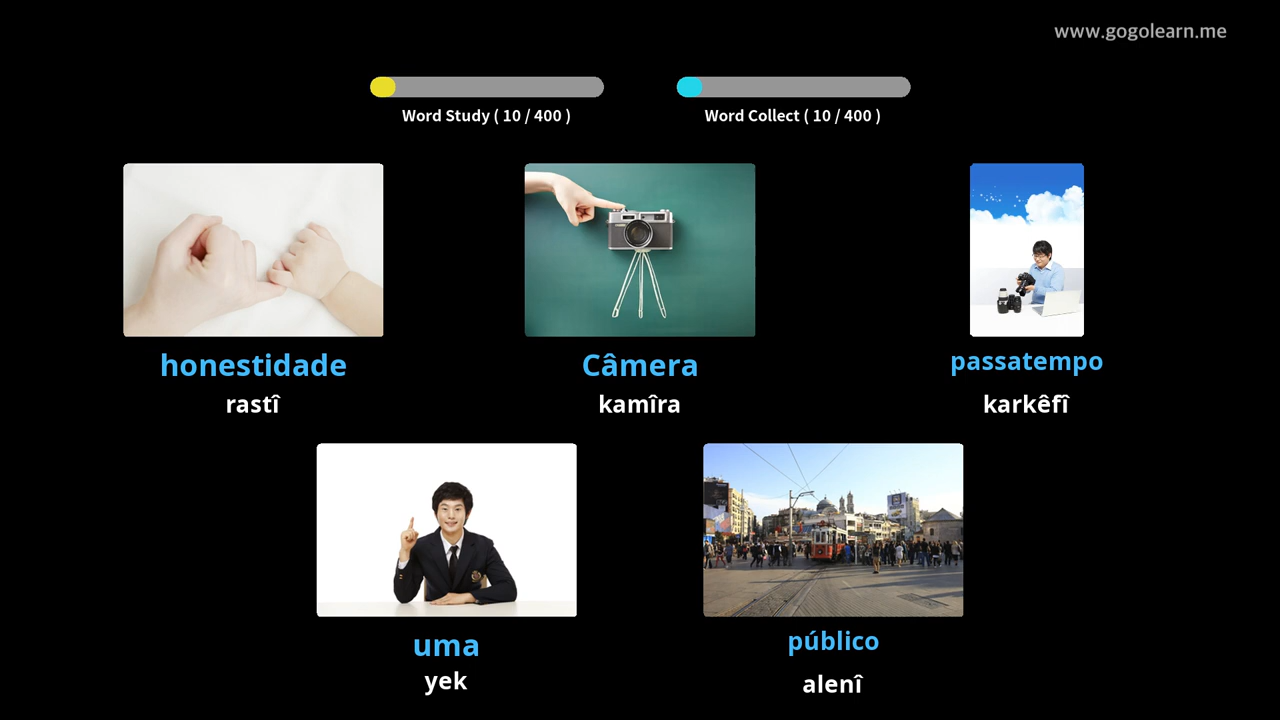 www.gogolearn.me
Word Study ( 10 / 400 )
Word Collect ( 10 / 400 )
honestidade
Câmera
passatempo
rastî
kamîra
karkêfî
uma
público
yek
alenî